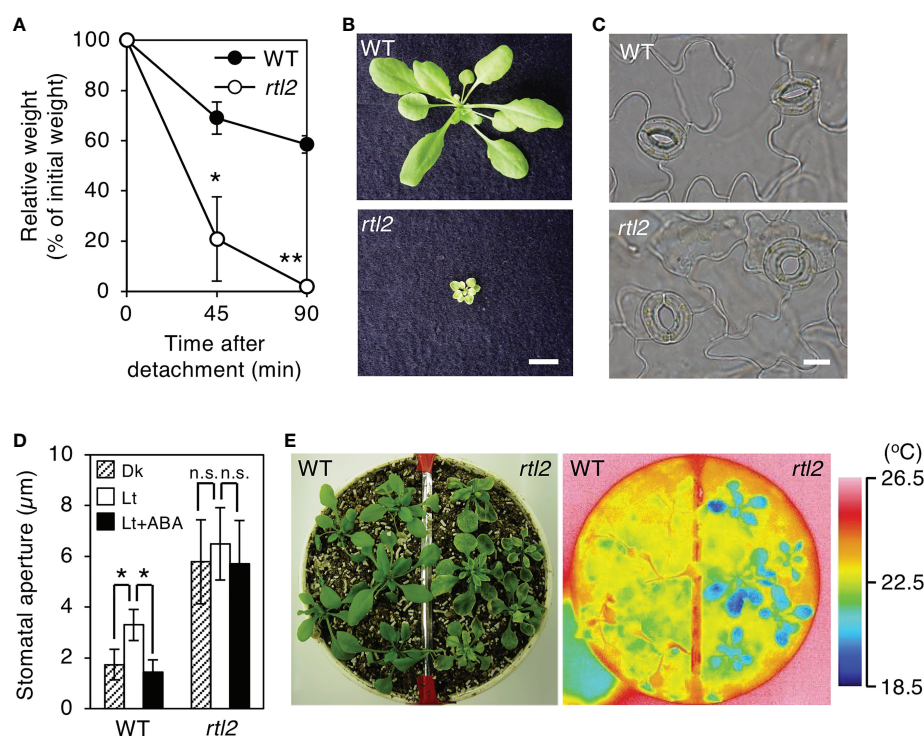 A
100
80
60
40
20
0
Relative weight
(% of initial weight)
WT
rtl2
*
**
0
45
90
Time after
detachment (min)
B
WT
rtl2
C
WT
rtl2
D
10
8
6
4
2
0
Stomatal aperture (µm)
Dk
Lt
Lt+ABA
n.s.
n.s.
*
*
WT
rtl2
E
WT
rtl2
WT
rtl2
(ºC)
26.5
22.5
18.5